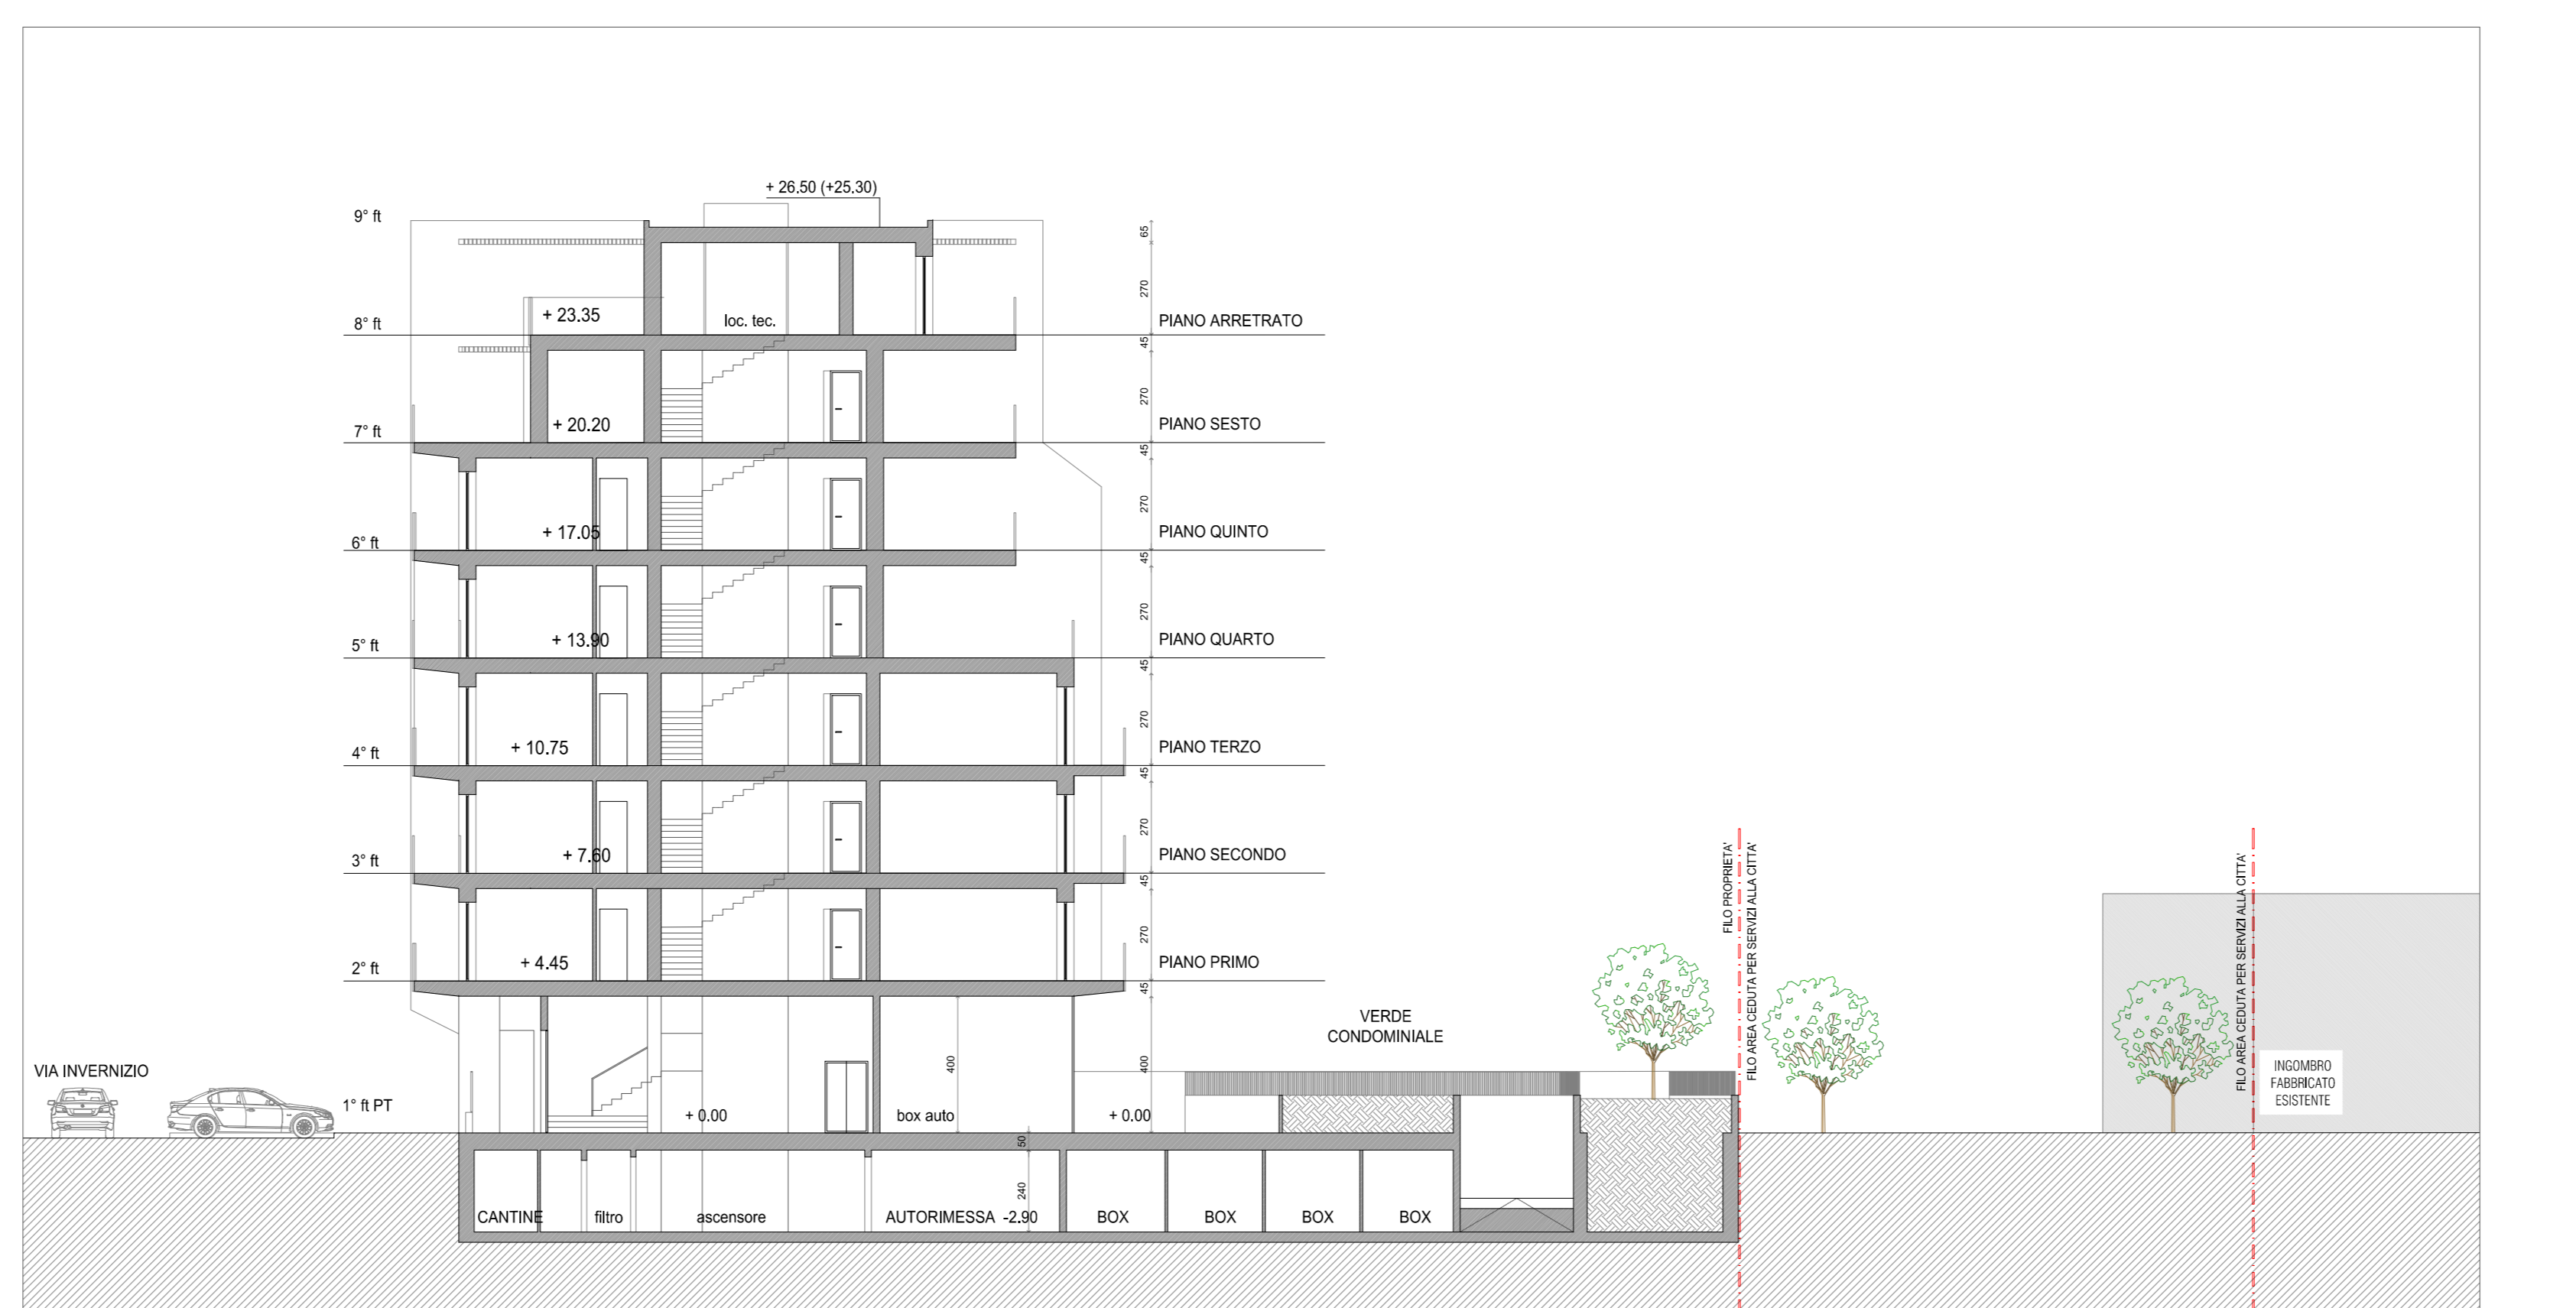 + 26.50 (+25.30)
9° ft
65
270
+ 23.35
loc. tec.
8° ft
PIANO ARRETRATO
45
270
+ 20.20
7° ft
PIANO SESTO
45
270
+ 17.05
6° ft
PIANO QUINTO
45
270
+ 13.90
5° ft
PIANO QUARTO
45
270
+ 10.75
4° ft
PIANO TERZO
45
270
+ 7.60
3° ft
PIANO SECONDO
45
270
+ 4.45
2° ft
PIANO PRIMO
45
400
400
VERDE
CONDOMINIALE
FILO PROPRIETA'
FILO AREA CEDUTA PER SERVIZI ALLA CITTA'
FILO AREA CEDUTA PER SERVIZI ALLA CITTA'
INGOMBRO
FABBRICATO
ESISTENTE
VIA INVERNIZIO
1° ft PT
+ 0.00
box auto
+ 0.00
50
240
CANTINE
filtro
ascensore
AUTORIMESSA -2.90
BOX
BOX
BOX
BOX